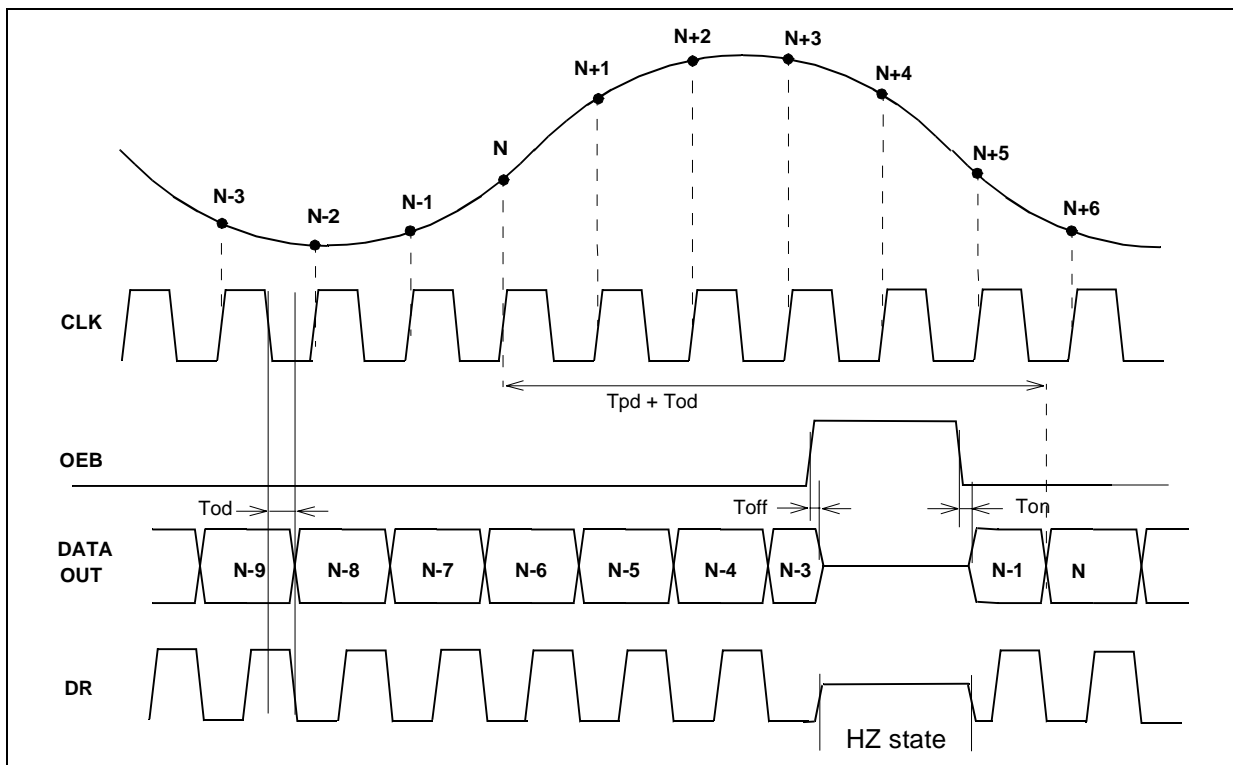 N+2
N+3
N+1
N+4
N
N+5
N-3
N-2
N-1
N+6
CLK
Tpd + Tod
OEB
Tod
Toff
Ton
DATA
OUT
N-9
N-8
N-7
N-6
N-5
N-4
N-3
N-1
N
DR
HZ state